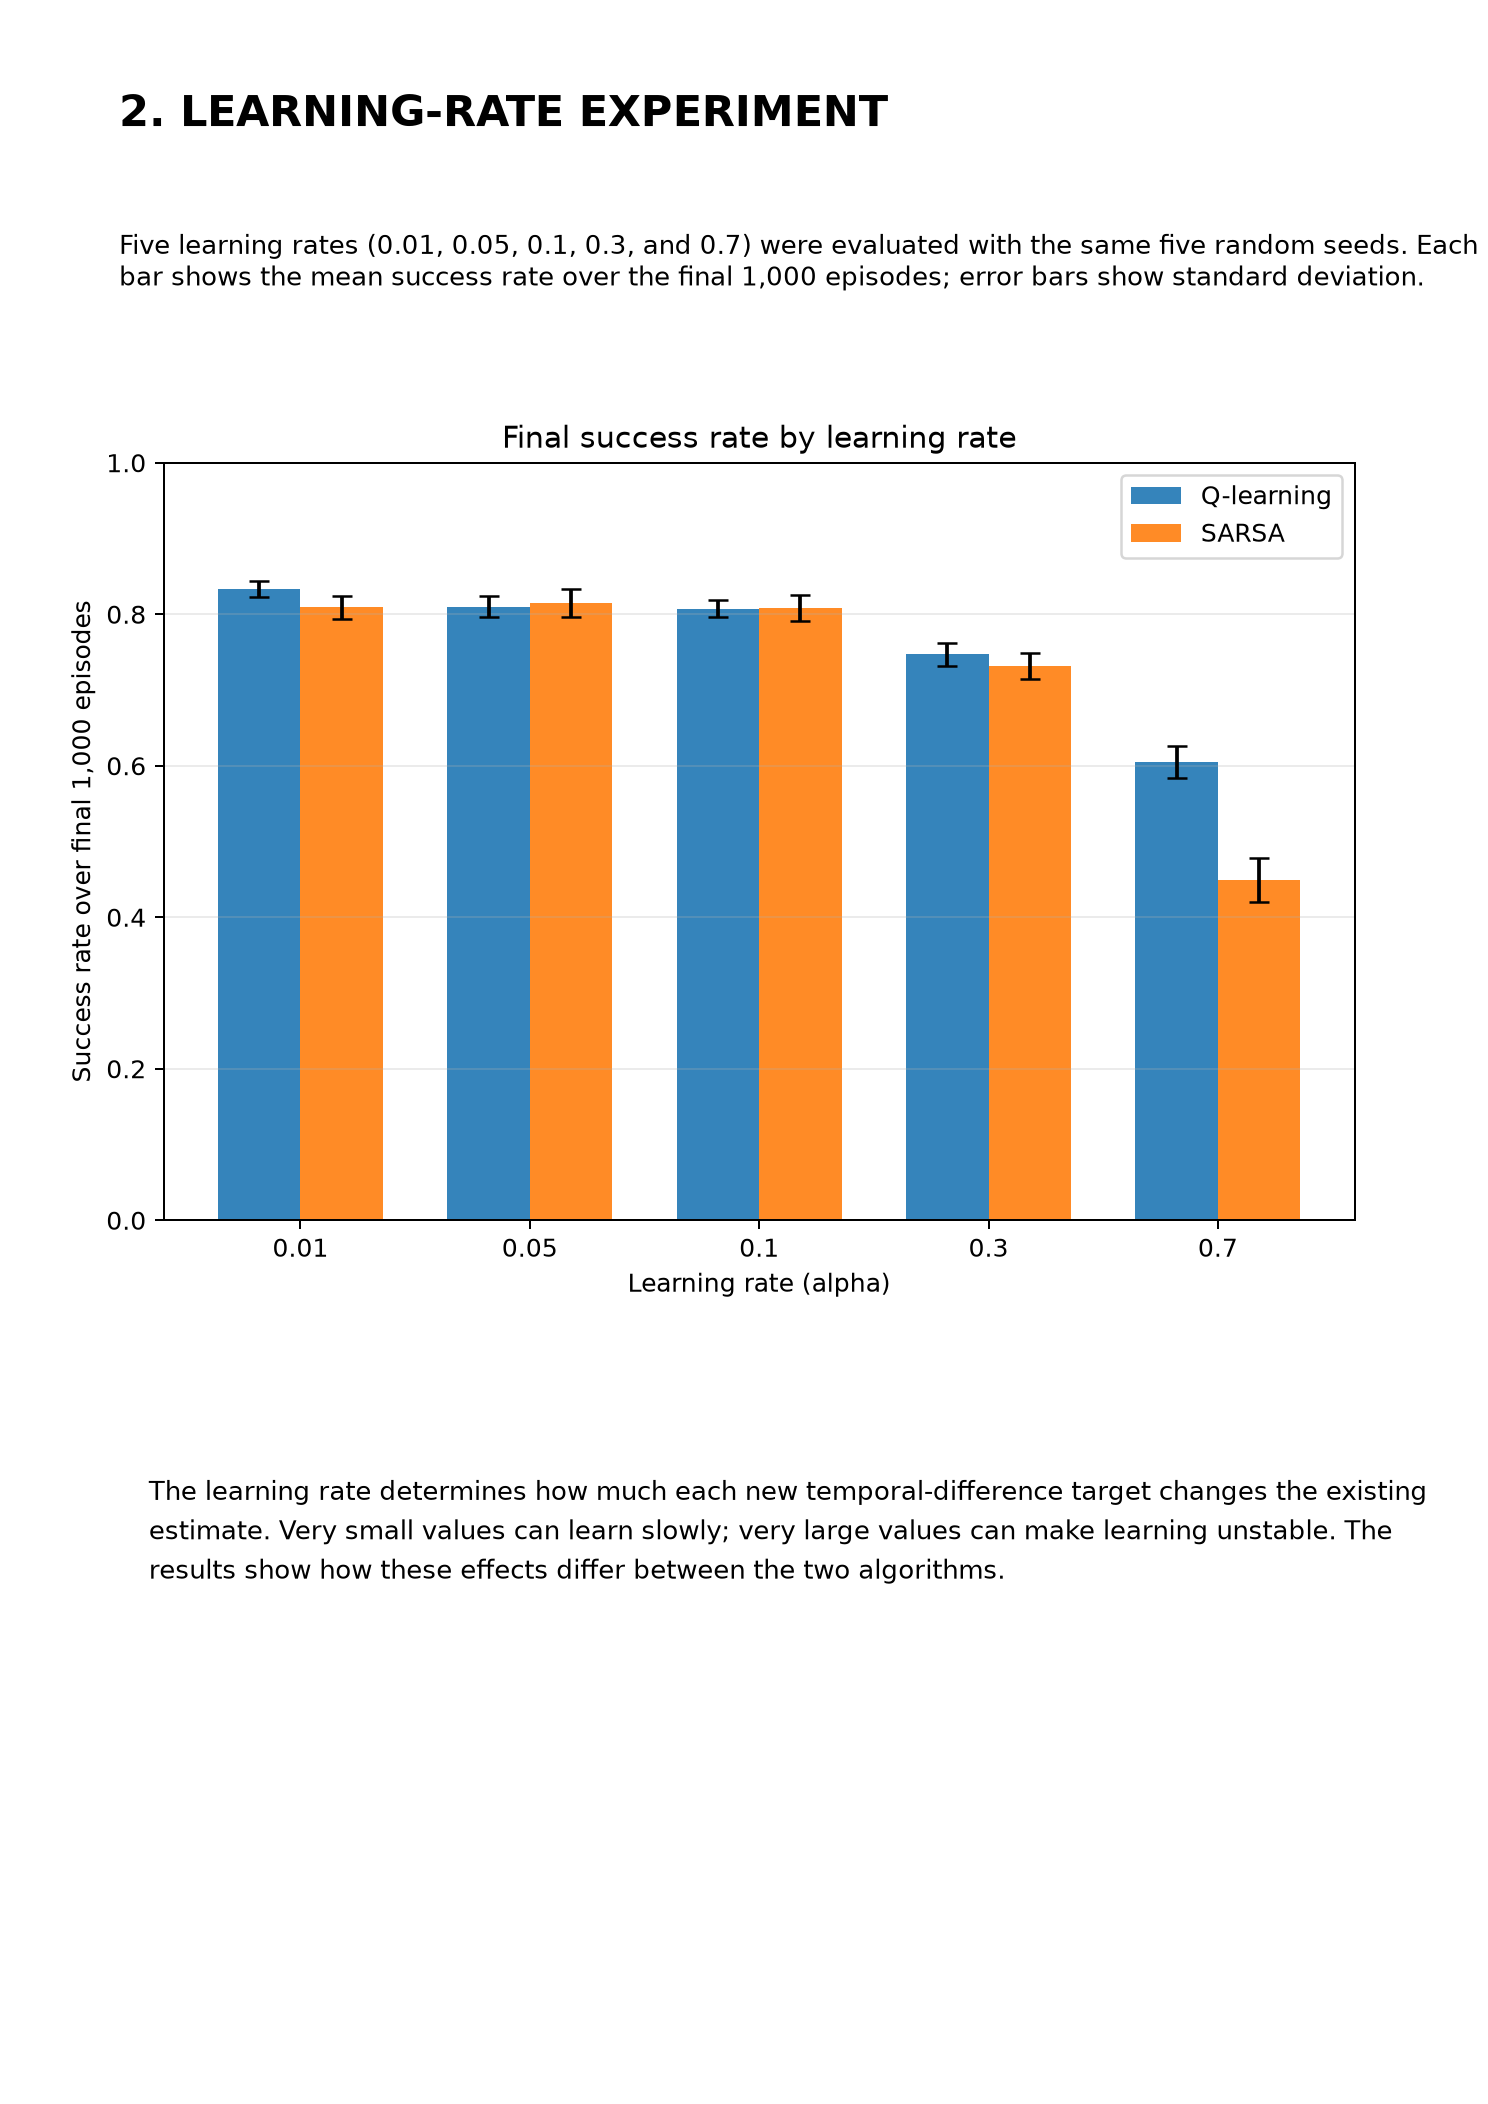 2. LEARNING-RATE EXPERIMENT
Five learning rates (0.01, 0.05, 0.1, 0.3, and 0.7) were evaluated with the same five random seeds. Each
bar shows the mean success rate over the final 1,000 episodes; error bars show standard deviation.
Final success rate by learning rate
Q-learning
SARSA
Success rate over final 1,000 episodes
1.0
0.8
0.6
0.4
0.2
0.0
0.01 0.05 0.1 0.3 0.7
Learning rate (alpha)
The learning rate determines how much each new temporal-difference target changes the existing
estimate. Very small values can learn slowly; very large values can make learning unstable. The
results show how these effects differ between the two algorithms.